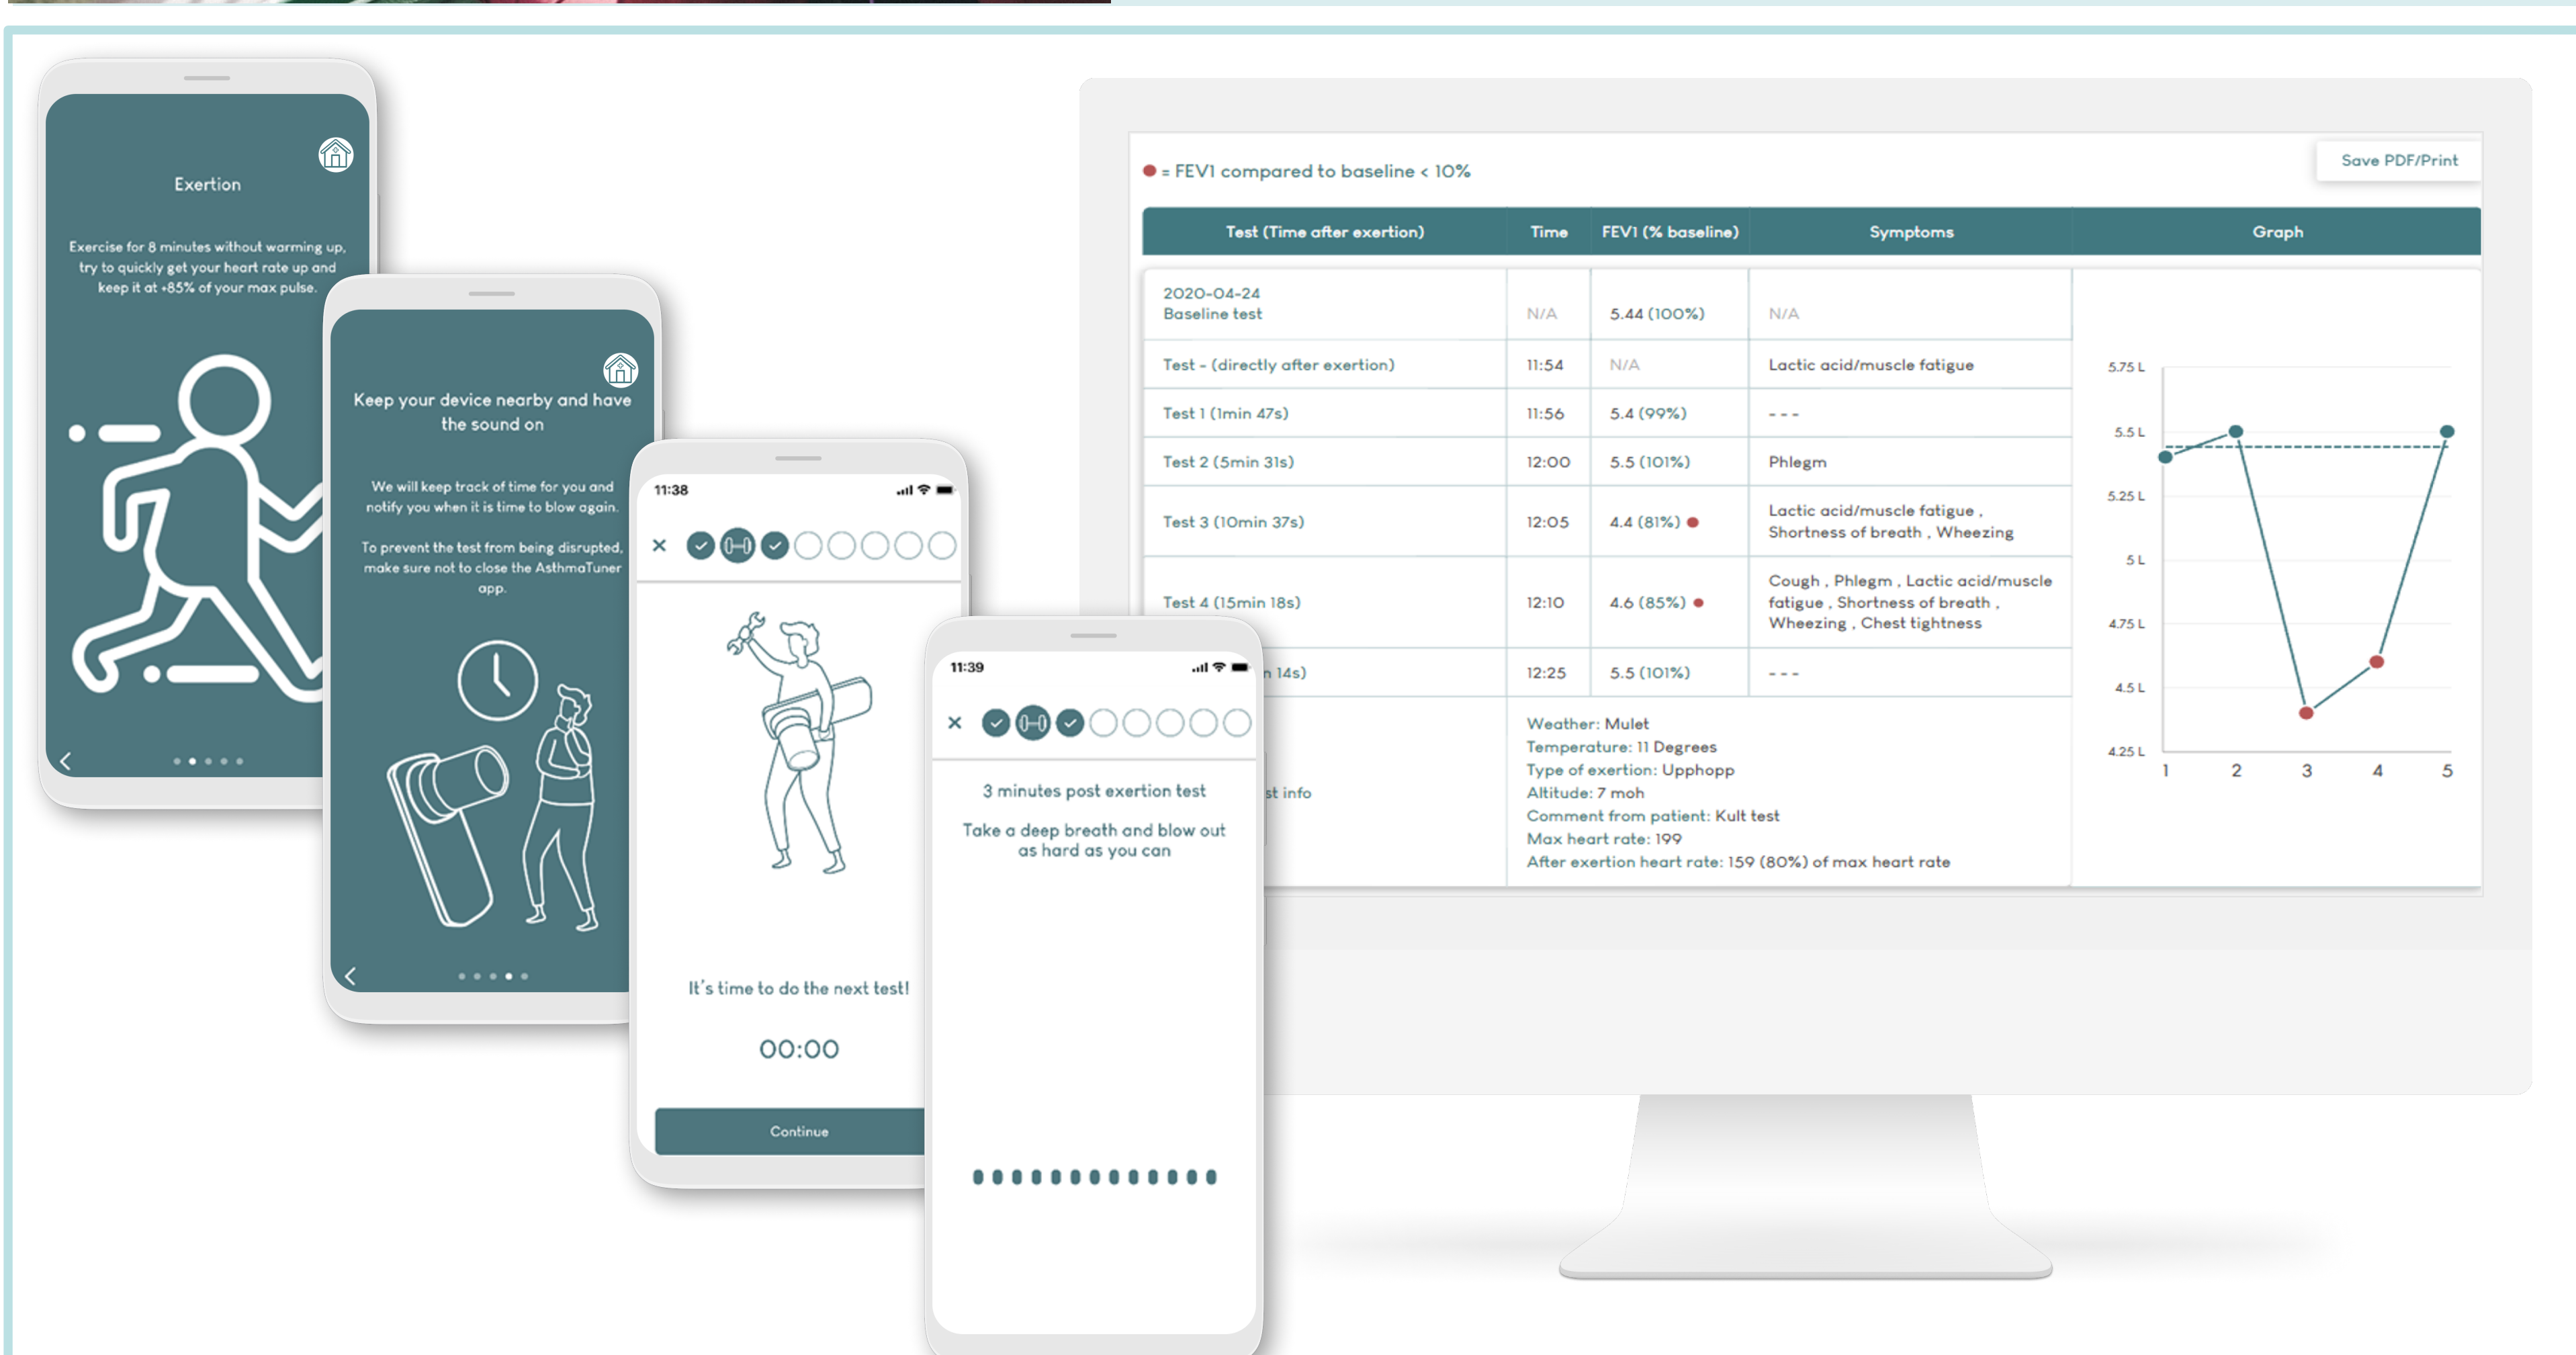 Exertion
Exercise for 8 minutes without warming up,
try to quickly get your heart rate up and
keep it at +85% of your max pulse.
Keep your device nearby and have
the sound on
We will keep track of time for you and
notify you when it is time to blow again.
To prevent the test from being disrupted,
make sure not to close the AsthmaTuner
app.
11:38
It's time to do the next test!
00:00
Continue
11:39
3 minutes post exertion test
Take a deep breath and blow out
as hard as you can
= FEV1 compared to baseline < 10%
Save PDF/Print
Test (Time after exertion) Time FEV1 (% baseline) Symptoms Graph
2020-04-24
Baseline test N/A 5.44 (100%) N/A
Test - (directly after exertion) 11:54 N/A Lactic acid/muscle fatigue
Test 1 (1min 47s) 11:56 5.4 (99%) - - -
Test 2 (5min 31s) 12:00 5.5 (101%) Phlegm
Test 3 (10min 37s) 12:05 4.4 (81%) Lactic acid/muscle fatigue ,
Shortness of breath , Wheezing
Test 4 (15min 18s) 12:10 4.6 (85%) Cough , Phlegm , Lactic acid/muscle
fatigue , Shortness of breath ,
Wheezing , Chest tightness
14s) 12:25 5.5 (101%) - - -
info
Weather: Mulet
Temperature: 11 Degrees
Type of exertion: Upphopp
Altitude: 7 moh
Comment from patient: Kult test
Max heart rate: 199
After exertion heart rate: 159 (80%) of max heart rate
5.75 L
5.5 L
5.25 L
5 L
4.75 L
4.5 L
4.25 L
1 2 3 4 5